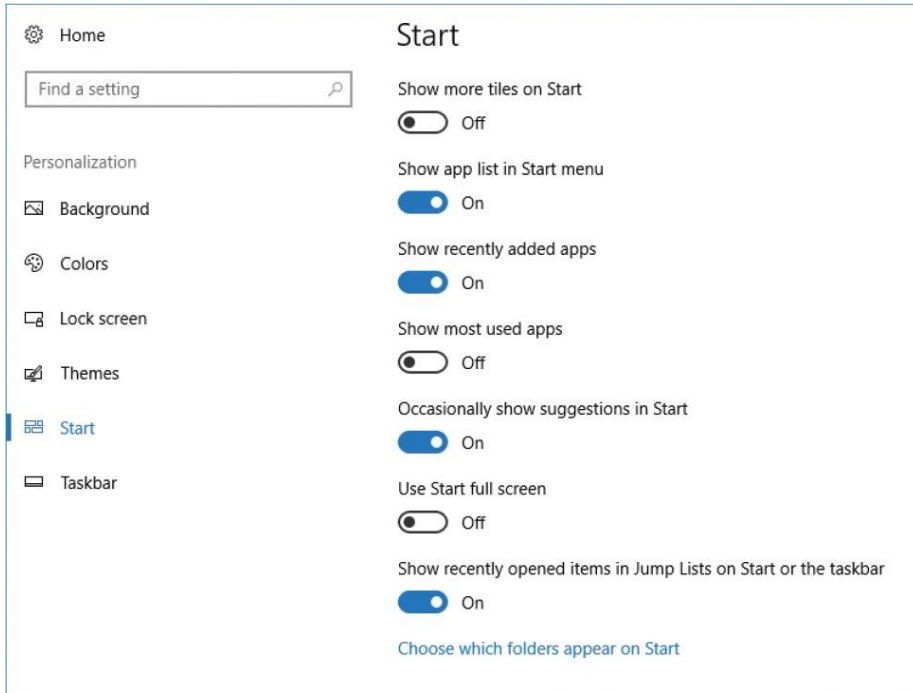 Home
Find a setting
Personalization
Background
Colors
Lock screen
Themes
Start
Taskbar
Start
Show more tiles on Start
Off
Show app list in Start menu
On
Show recently added apps
On
Show most used apps
Off
Occasionally show suggestions in Start
On
Use Start full screen
Off
Show recently opened items in Jump Lists on Start or the taskbar
On
Choose which folders appear on Start